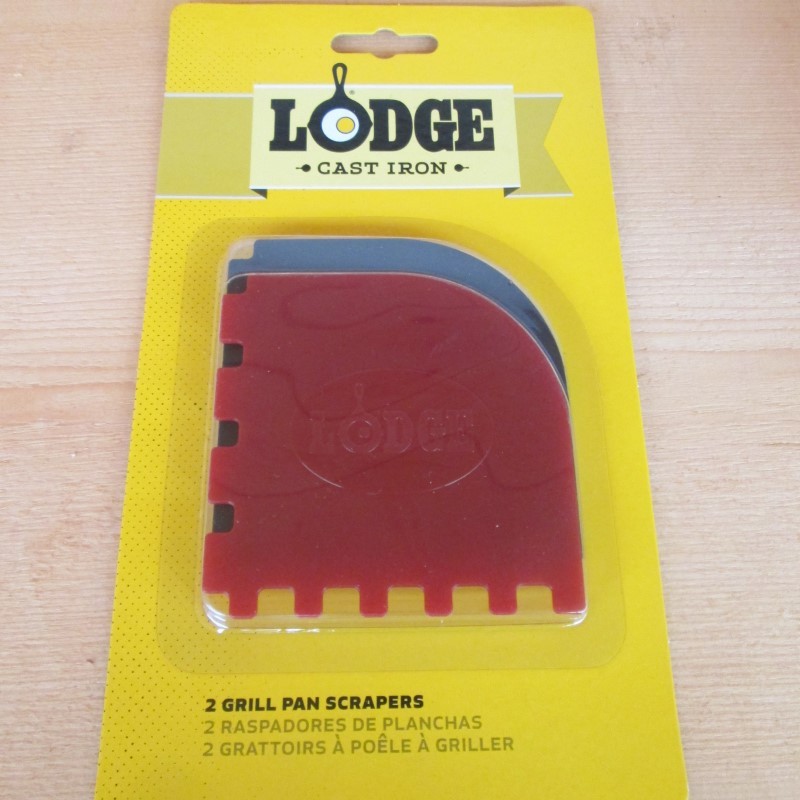 LODGE
CAST IRON
LODGE
2 GRILL PAN SCRAPERS
2 RASPADORES DE PLANCHAS
2 GRATTOIRS À POÊLE À GRILLER